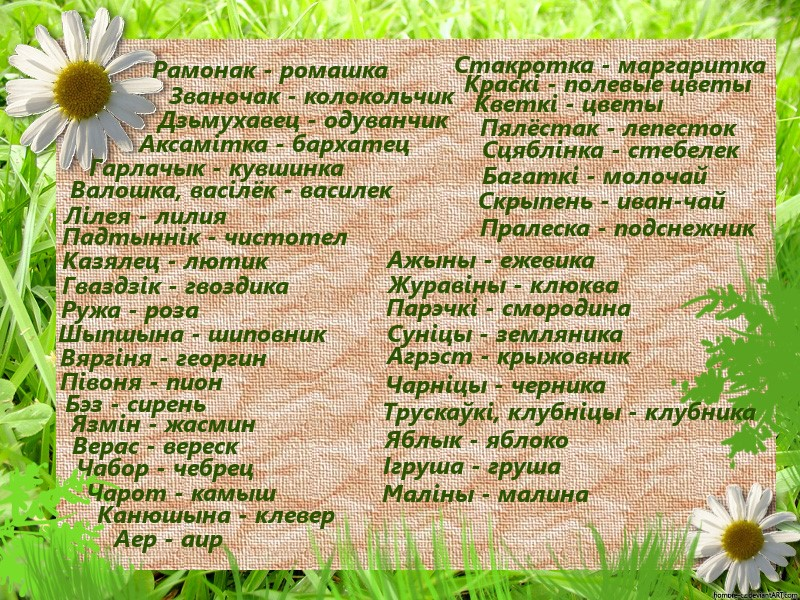 Рамонак - ромашка
Званочак - колокольчик
Дзьмухавец - одуванчик
Аксамітка - бархатец
Гарлачык - кувшинка
Валошка, васілёк - василек
Лілея - лилия
Падтыннік - чистотел
Казялец - лютик
Гваздзік - гвоздика
Ружа - роза
Шыпшына - шиповник
Вяргіня - георгин
Півоня - пион
Бэз - сирень
Язмін - жасмин
Верас - вереск
Чабор - чебрец
Чарот - камыш
Канюшына - клевер
Аер - аир
Стакротка - маргаритка
Краскі - полевые цветы
Кветкі - цветы
Пялёстак - лепесток
Сцяблінка - стебелек
Багаткі - молочай
Скрыпень - иван-чай
Пралеска - подснежник
Ажыны - ежевика
Журавіны - клюква
Парэчкі - смородина
Суніцы - земляника
Агрэст - крыжовник
Чарніцы - черника
Трускаўкі, клубніцы - клубника
Яблык - яблоко
Ігруша - груша
Маліны - малина